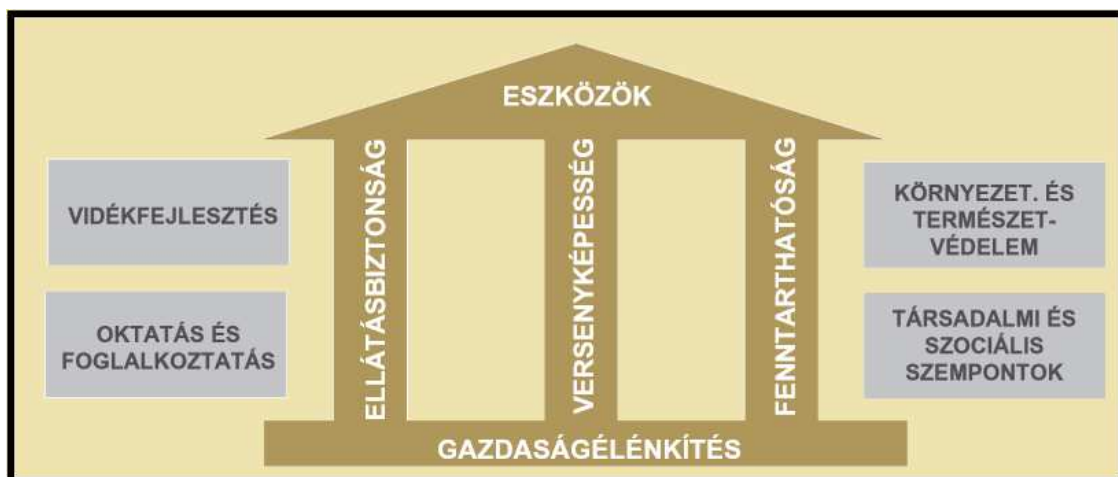 ESZKÖZÖK
VIDÉKFEJLESZTÉS
OKTATÁS ÉS
FOGLALKOZTATÁS
ELLÁTÁSBIZTONSÁG
VERSENYKÉPESSÉG
FENNTARTHATÓSÁG
KÖRNYEZET. ÉS
TERMÉSZET-
VÉDELEM
TÁRSADALMI ÉS
SZOCIÁLIS
SZEMPONTOK
GAZDASÁGÉLÉNKÍTÉS